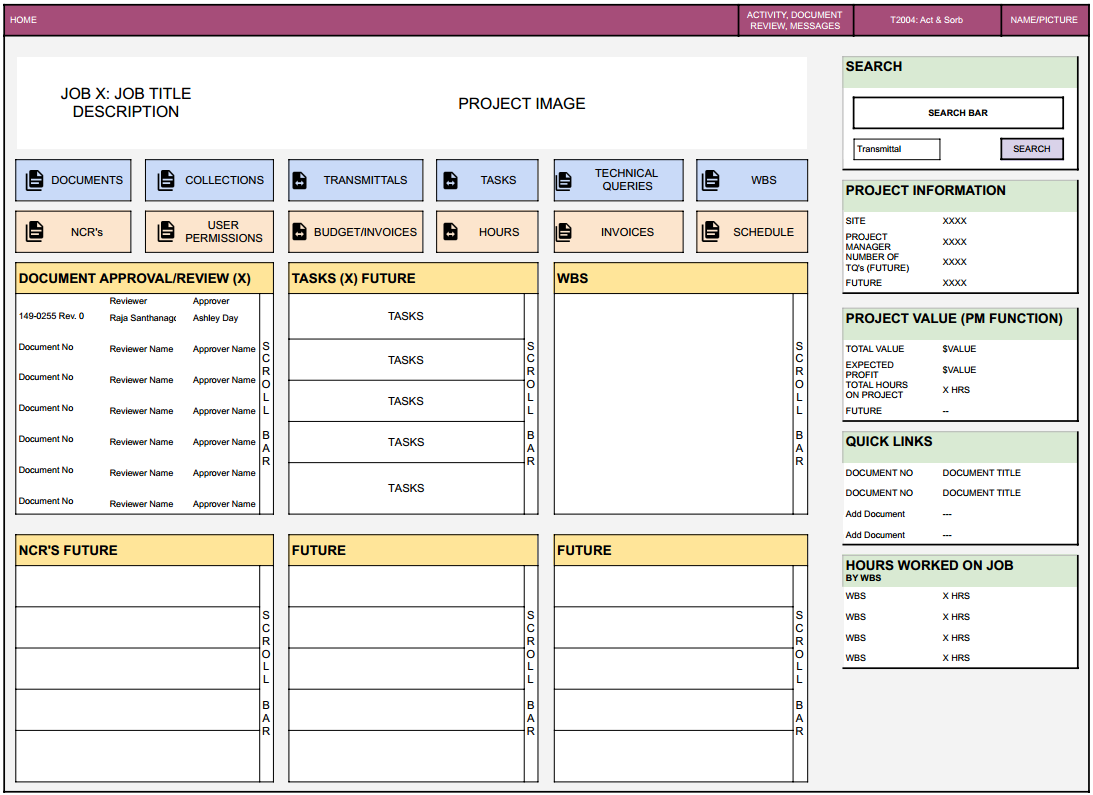 HOME
ACTIVITY, DOCUMENT
REVIEW, MESSAGES
T2004: Act & Sorb
NAME/PICTURE
JOB X: JOB TITLE
DESCRIPTION
PROJECT IMAGE
DOCUMENTS
COLLECTIONS
TRANSMITTALS
TASKS
TECHNICAL
QUERIES
WBS
NCR's
USER
PERMISSIONS
BUDGET/INVOICES
HOURS
INVOICES
SCHEDULE
DOCUMENT APPROVAL/REVIEW (X)
Reviewer Approver
149-0255 Rev. 0 Raja Santhanago Ashley Day
Document No Reviewer Name Approver Name
Document No Reviewer Name Approver Name
Document No Reviewer Name Approver Name
Document No Reviewer Name Approver Name
Document No Reviewer Name Approver Name
Document No Reviewer Name Approver Name
SCROLL BAR
TASKS (X) FUTURE
TASKS
TASKS
TASKS
TASKS
TASKS
SCROLL BAR
WBS
SCROLL BAR
NCR'S FUTURE
SCROLL BAR
FUTURE
SCROLL BAR
FUTURE
SCROLL BAR
SEARCH
SEARCH BAR
Transmittal
SEARCH
PROJECT INFORMATION
SITE XXXX
PROJECT
MANAGER XXXX
NUMBER OF
TQ's (FUTURE) XXXX
FUTURE XXXX
PROJECT VALUE (PM FUNCTION)
TOTAL VALUE $VALUE
EXPECTED
PROFIT $VALUE
TOTAL HOURS
ON PROJECT X HRS
FUTURE --
QUICK LINKS
DOCUMENT NO DOCUMENT TITLE
DOCUMENT NO DOCUMENT TITLE
Add Document ---
Add Document ---
HOURS WORKED ON JOB
BY WBS
WBS X HRS
WBS X HRS
WBS X HRS
WBS X HRS